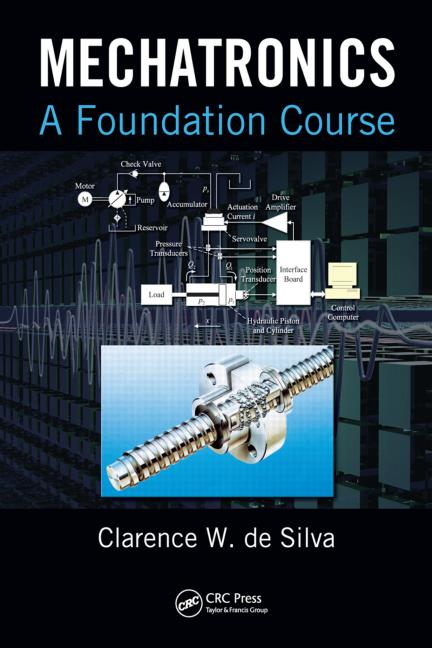 MECHATRONICS
A Foundation Course
Check Valve
Motor
M
Pump
Accumulator
Reservoir
Pressure
Transducers
Actuation
Current i
Drive
Amplifier
Servovalve
Position
Transducer
Interface
Board
Load
Hydraulic Piston
and Cylinder
Control
Computer
x
Clarence W. de Silva
CRC
CRC Press
Taylor & Francis Group